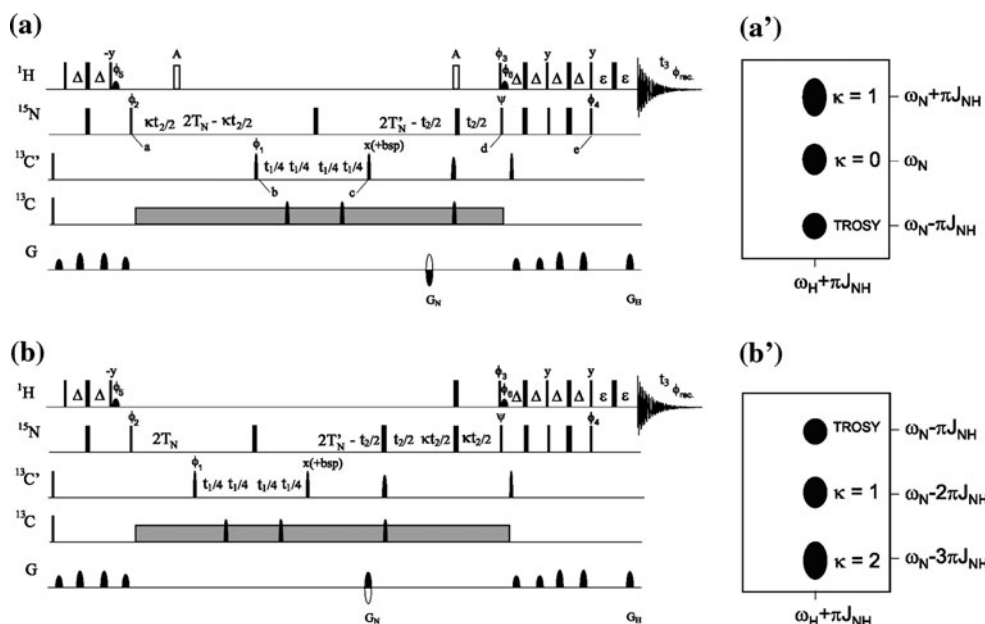 (a)
-y A A ϕ3 y y t3
¹H Δ Δ ϕ5 ϕ6 Δ Δ Δ Δ ε ε ϕrec.
ϕ2 ψ ϕ4
¹⁵N κt2/2 2TN - κt2/2 2T'N - t2/2 t2/2
a d e
ϕ1 x(+bsp)
¹³C' t1/4 t1/4 t1/4 t1/4
b c
¹³C
G
GN GH
(a')
κ = 1 ωN+πJNH
κ = 0 ωN
TROSY ωN-πJNH
ωH+πJNH
(b)
-y ϕ3 y y t3
¹H Δ Δ ϕ5 ϕ6 Δ Δ Δ Δ ε ε ϕrec.
ϕ2 ψ ϕ4
¹⁵N 2TN 2T'N - t2/2 t2/2 κt2/2 κt2/2
ϕ1 x(+bsp)
¹³C' t1/4 t1/4 t1/4 t1/4
¹³C
G
GN GH
(b')
TROSY ωN-πJNH
κ = 1 ωN-2πJNH
κ = 2 ωN-3πJNH
ωH+πJNH